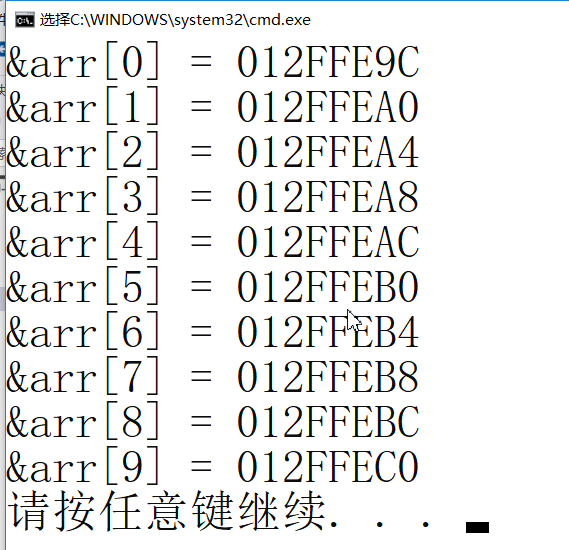 选择C:\WINDOWS\system32\cmd.exe
&arr[0] = 012FFE9C
&arr[1] = 012FFEA0
&arr[2] = 012FFEA4
&arr[3] = 012FFEA8
&arr[4] = 012FFEAC
&arr[5] = 012FFEB0
&arr[6] = 012FFEB4
&arr[7] = 012FFEB8
&arr[8] = 012FFEBC
&arr[9] = 012FFEC0
请按任意键继续. . .